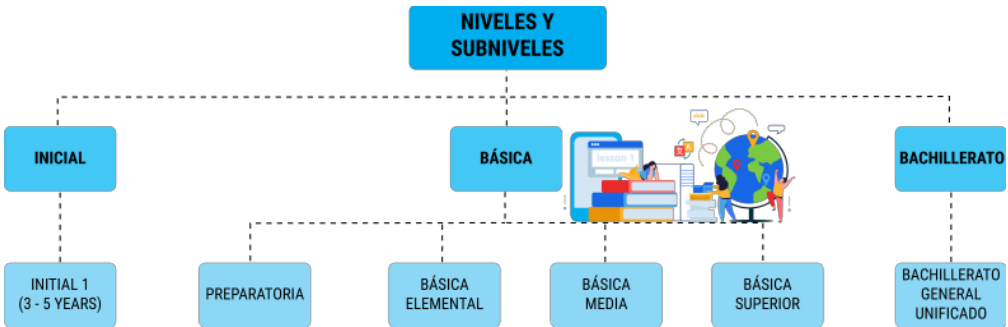 NIVELES Y
SUBNIVELES
INICIAL
BÁSICA
lesson 1
BACHILLERATO
INITIAL 1
(3 - 5 YEARS)
PREPARATORIA
BÁSICA
ELEMENTAL
BÁSICA
MEDIA
BÁSICA
SUPERIOR
BACHILLERATO
GENERAL
UNIFICADO